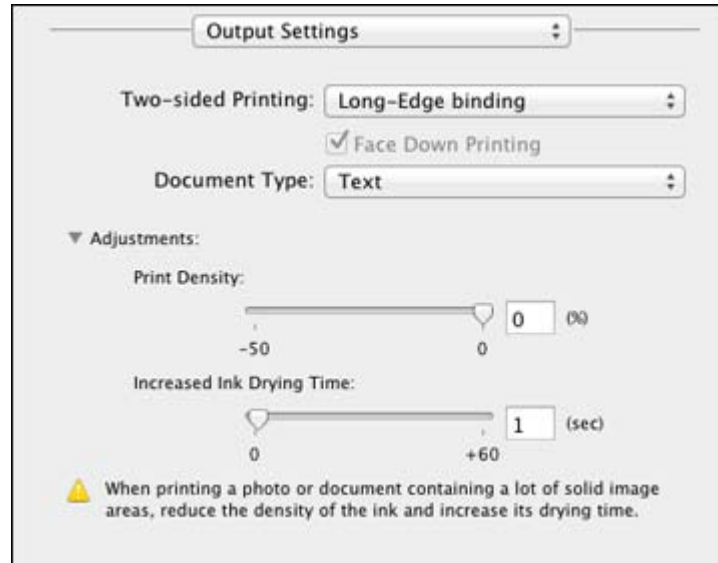 Output Settings
Two-sided Printing: Long-Edge binding
Face Down Printing
Document Type: Text
Adjustments:
Print Density:
0 (%)
-50 0
Increased Ink Drying Time:
1 (sec)
0 +60
When printing a photo or document containing a lot of solid image
areas, reduce the density of the ink and increase its drying time.